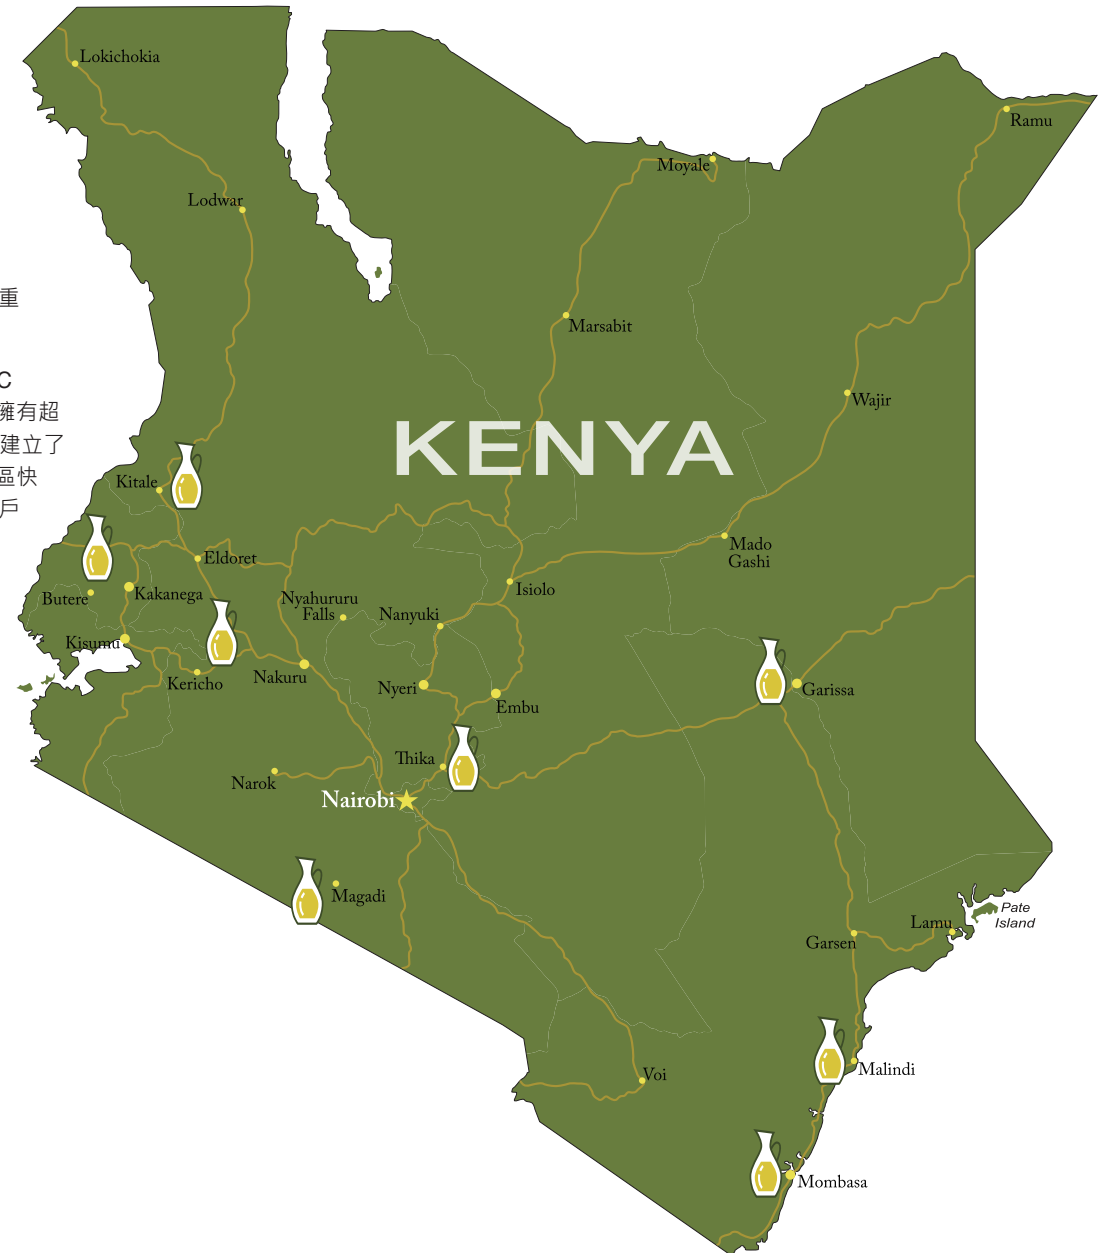 Lokichokia
Ramu
Moyale
Lodwar
重
Marsabit
C
擁有超
建立了
區快
戶
Wajir
KENYA
Kitale
Mado
Gashi
Eldoret
Isiolo
Butere
Kakanega
Nyahururu
Falls
Nanyuki
Kisumu
Kericho
Nakuru
Nyeri
Embu
Garissa
Thika
Narok
Nairobi
Magadi
Pate
Island
Lamu
Garsen
Malindi
Voi
Mombasa